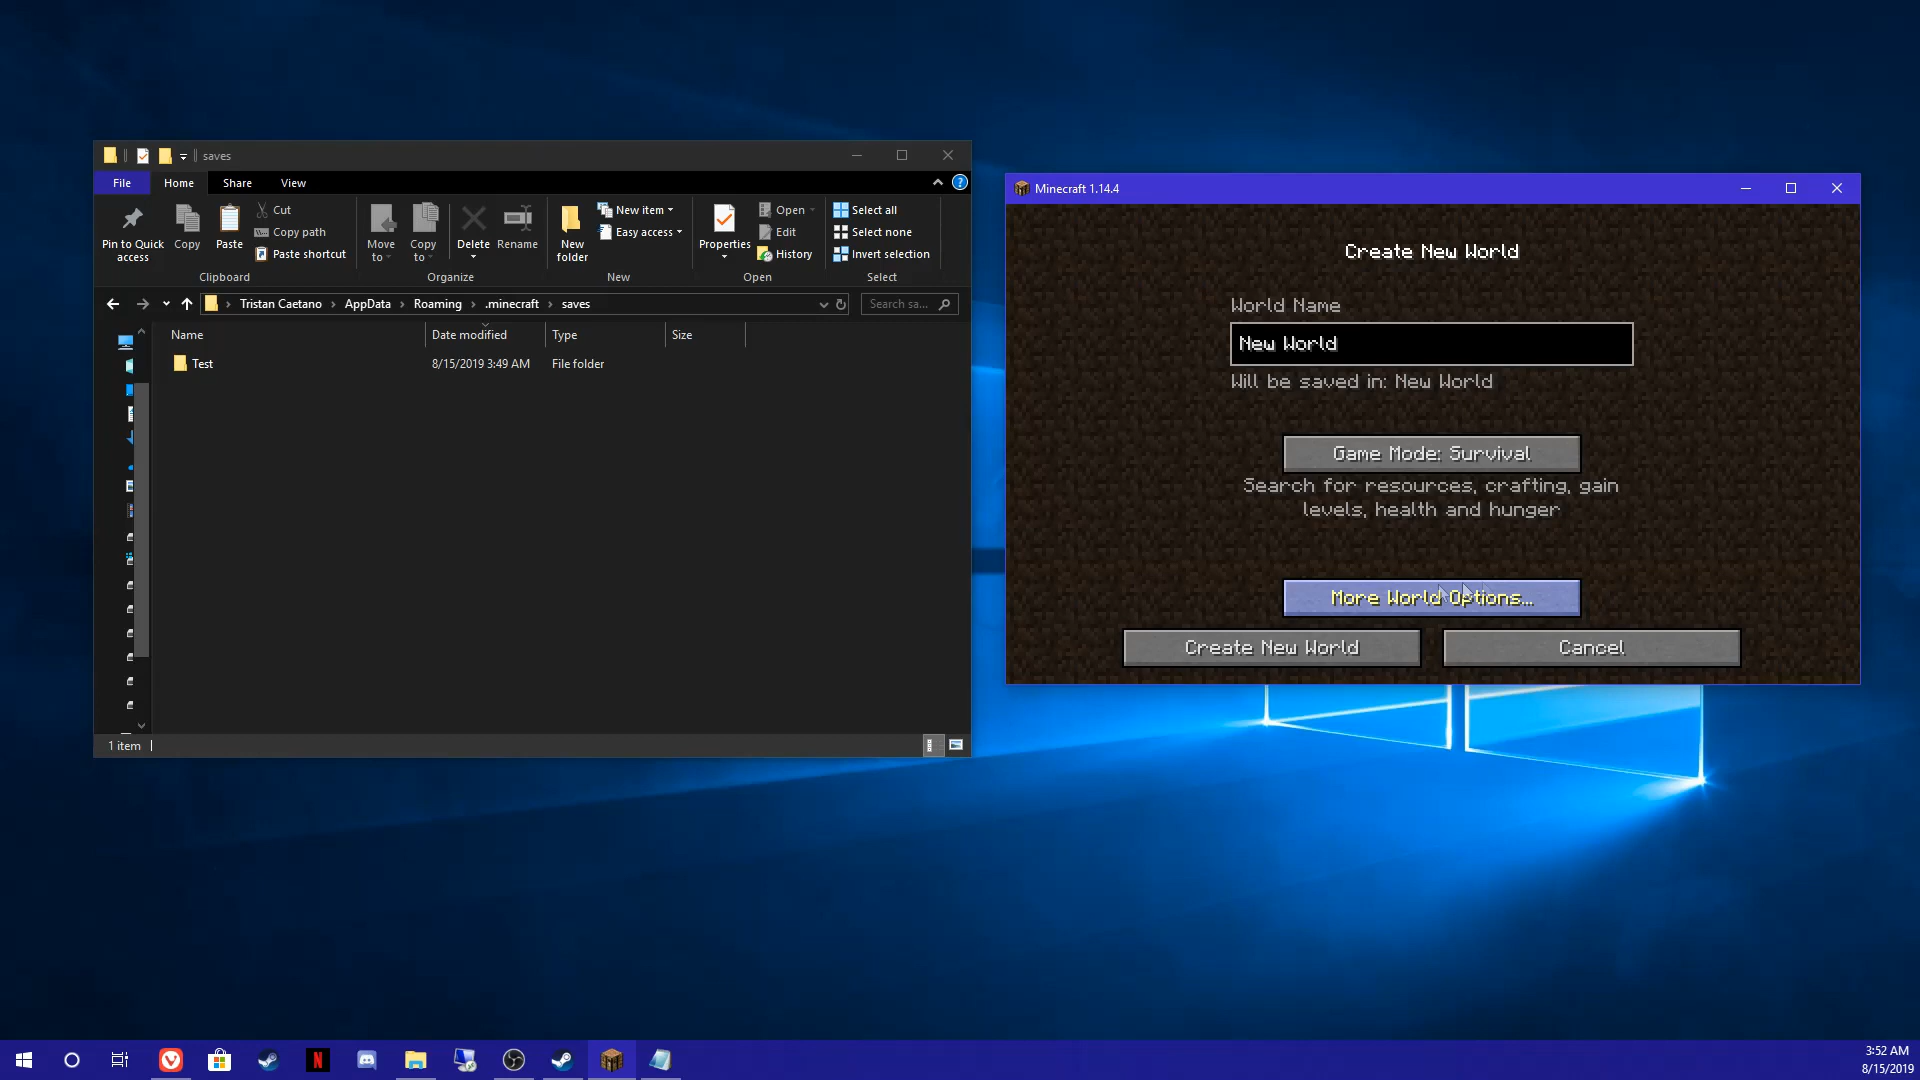 saves
File
Home
Share
View
Pin to Quick access
Copy
Paste
Cut
Copy path
Paste shortcut
Clipboard
Move to
Copy to
Delete
Rename
Organize
New folder
New item
Easy access
New
Properties
Open
Edit
History
Open
Select all
Select none
Invert selection
Select
Tristan Caetano > AppData > Roaming > .minecraft > saves
Search sa...
Name
Date modified
Type
Size
Test
8/15/2019 3:49 AM
File folder
1 item
Minecraft 1.14.4
Create New World
World Name
New World
Will be saved in: New World
Game Mode: Survival
Search for resources, crafting, gain
levels, health and hunger
More World Options...
Create New World
Cancel
3:52 AM
8/15/2019